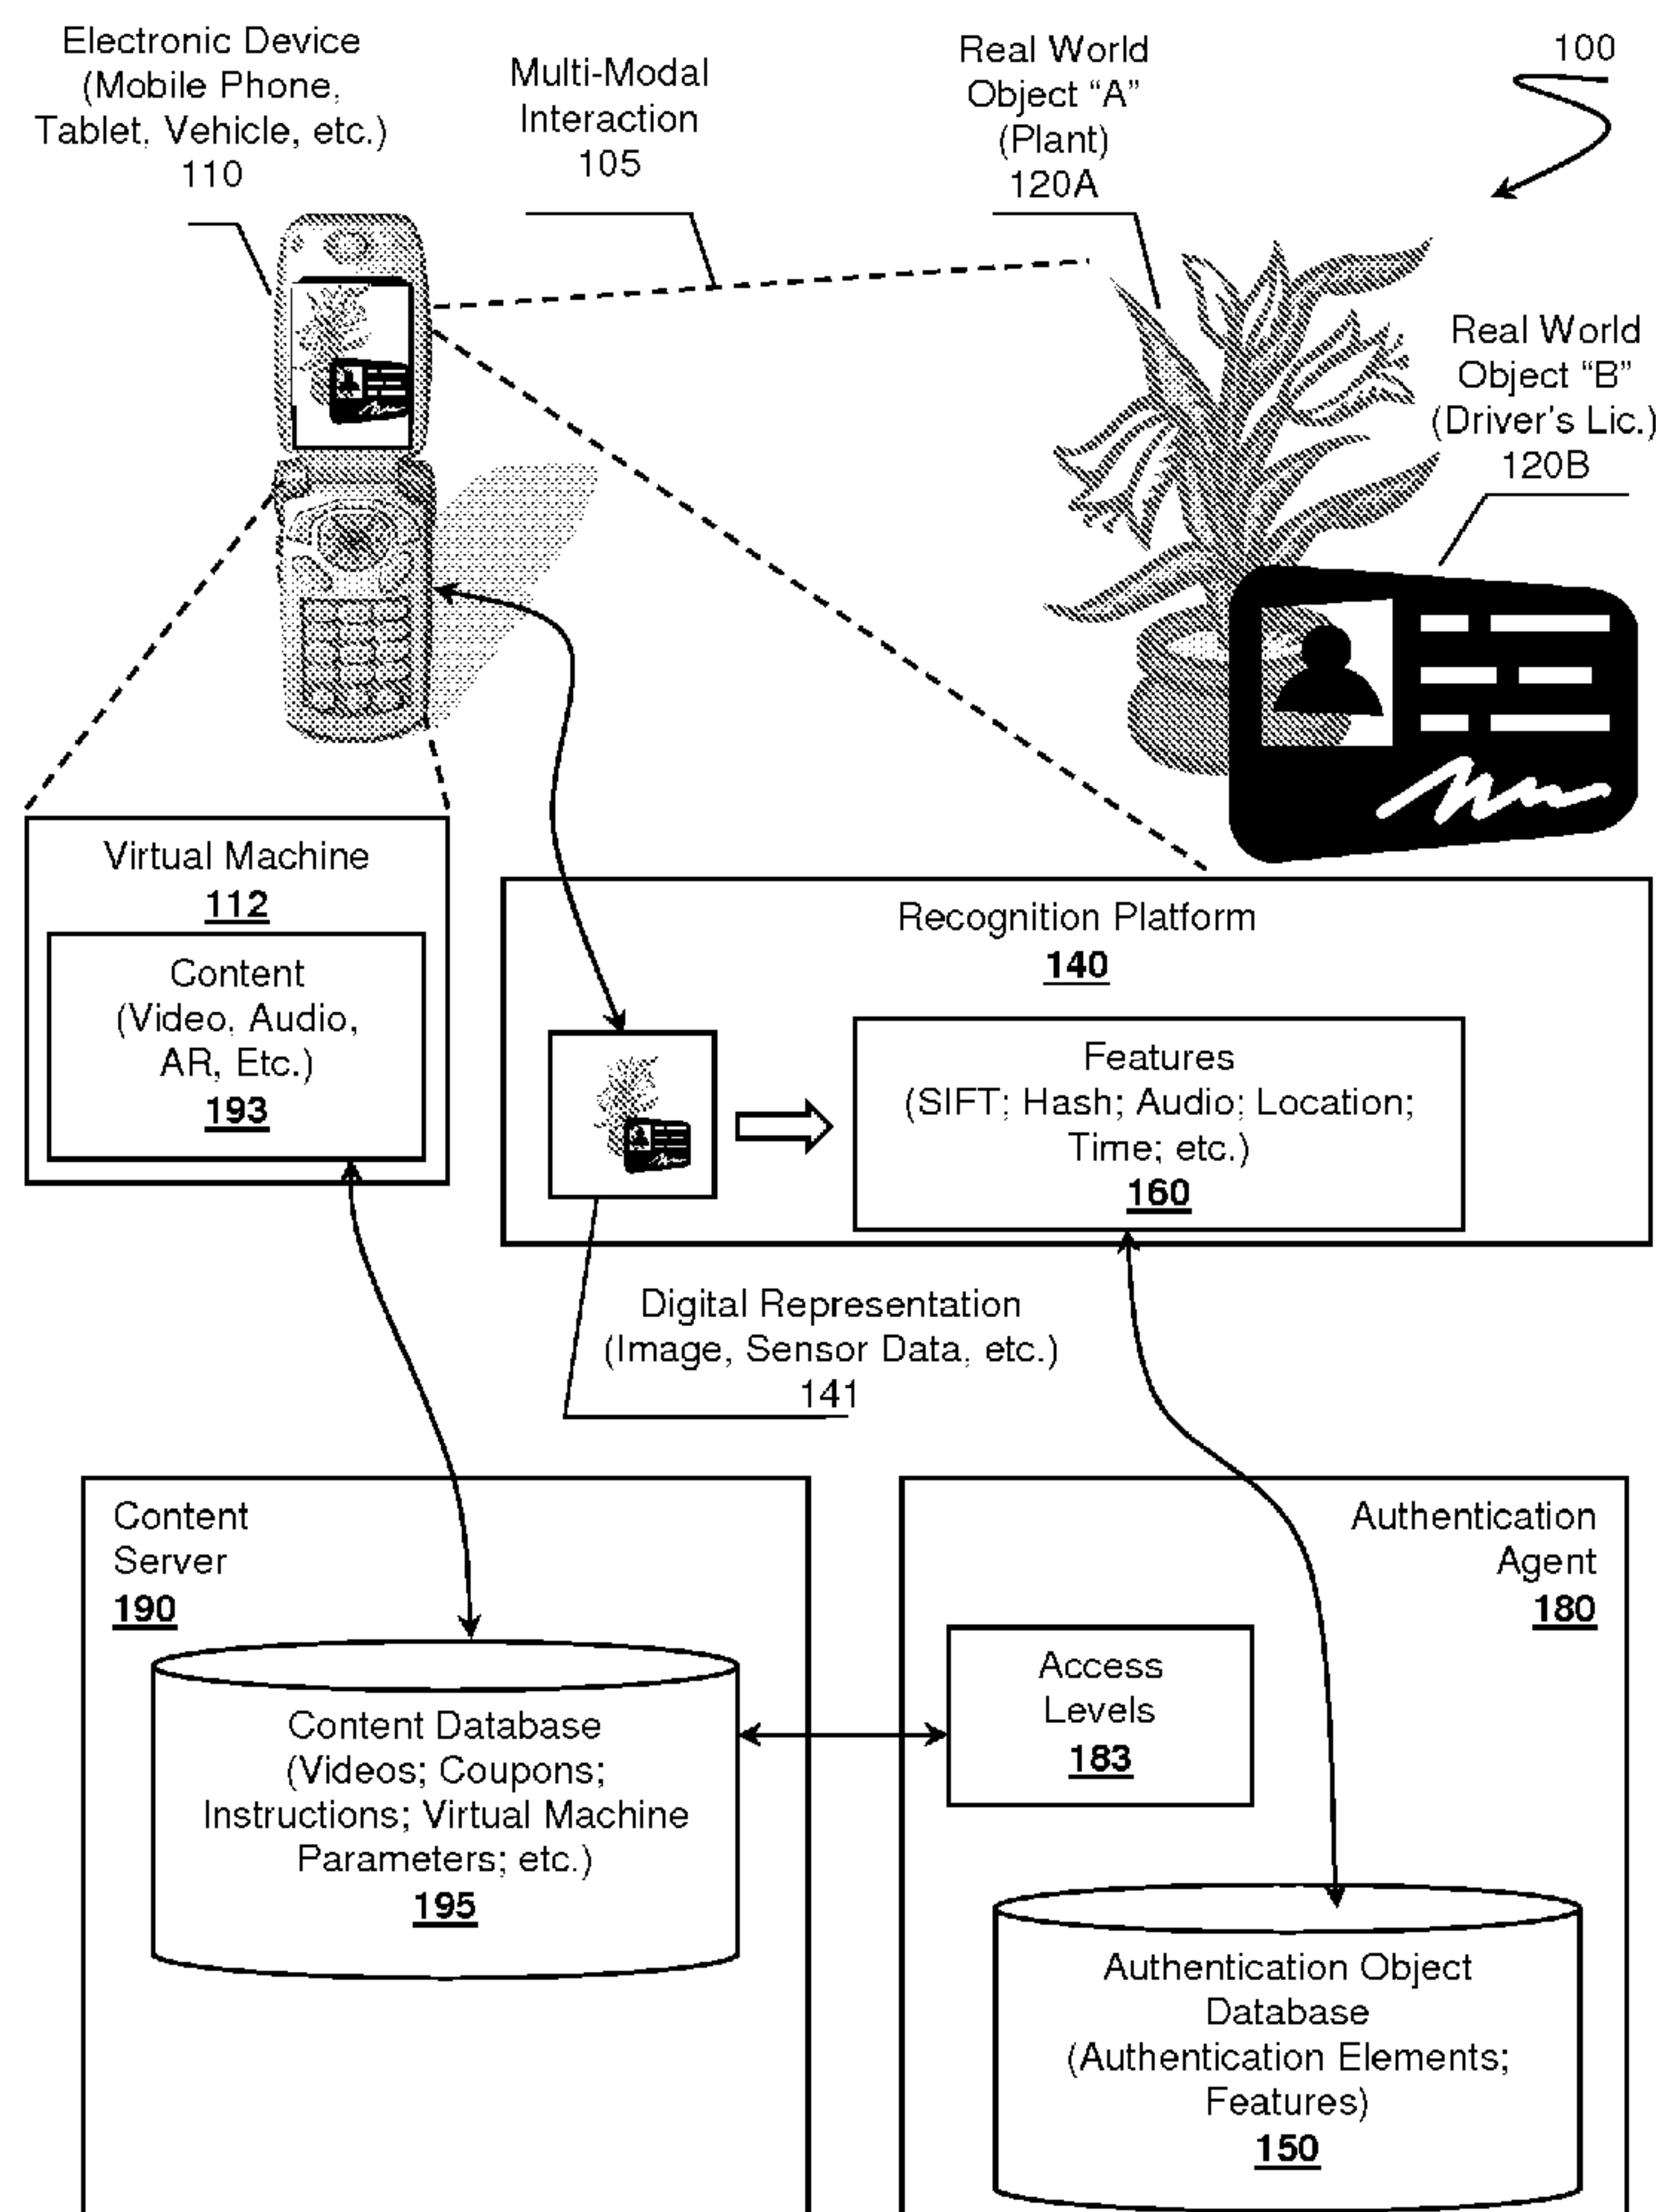 Electronic Device
(Mobile Phone,
Tablet, Vehicle, etc.)
110
Multi-Modal
Interaction
105
Real World
Object “A”
(Plant)
120A
100
Real World
Object “B”
(Driver’s Lic.)
120B
Virtual Machine
112
Content
(Video, Audio,
AR, Etc.)
193
Recognition Platform
140
Features
(SIFT; Hash; Audio; Location;
Time; etc.)
160
Digital Representation
(Image, Sensor Data, etc.)
141
Content
Server
190
Content Database
(Videos; Coupons;
Instructions; Virtual Machine
Parameters; etc.)
195
Authentication
Agent
180
Access
Levels
183
Authentication Object
Database
(Authentication Elements;
Features)
150